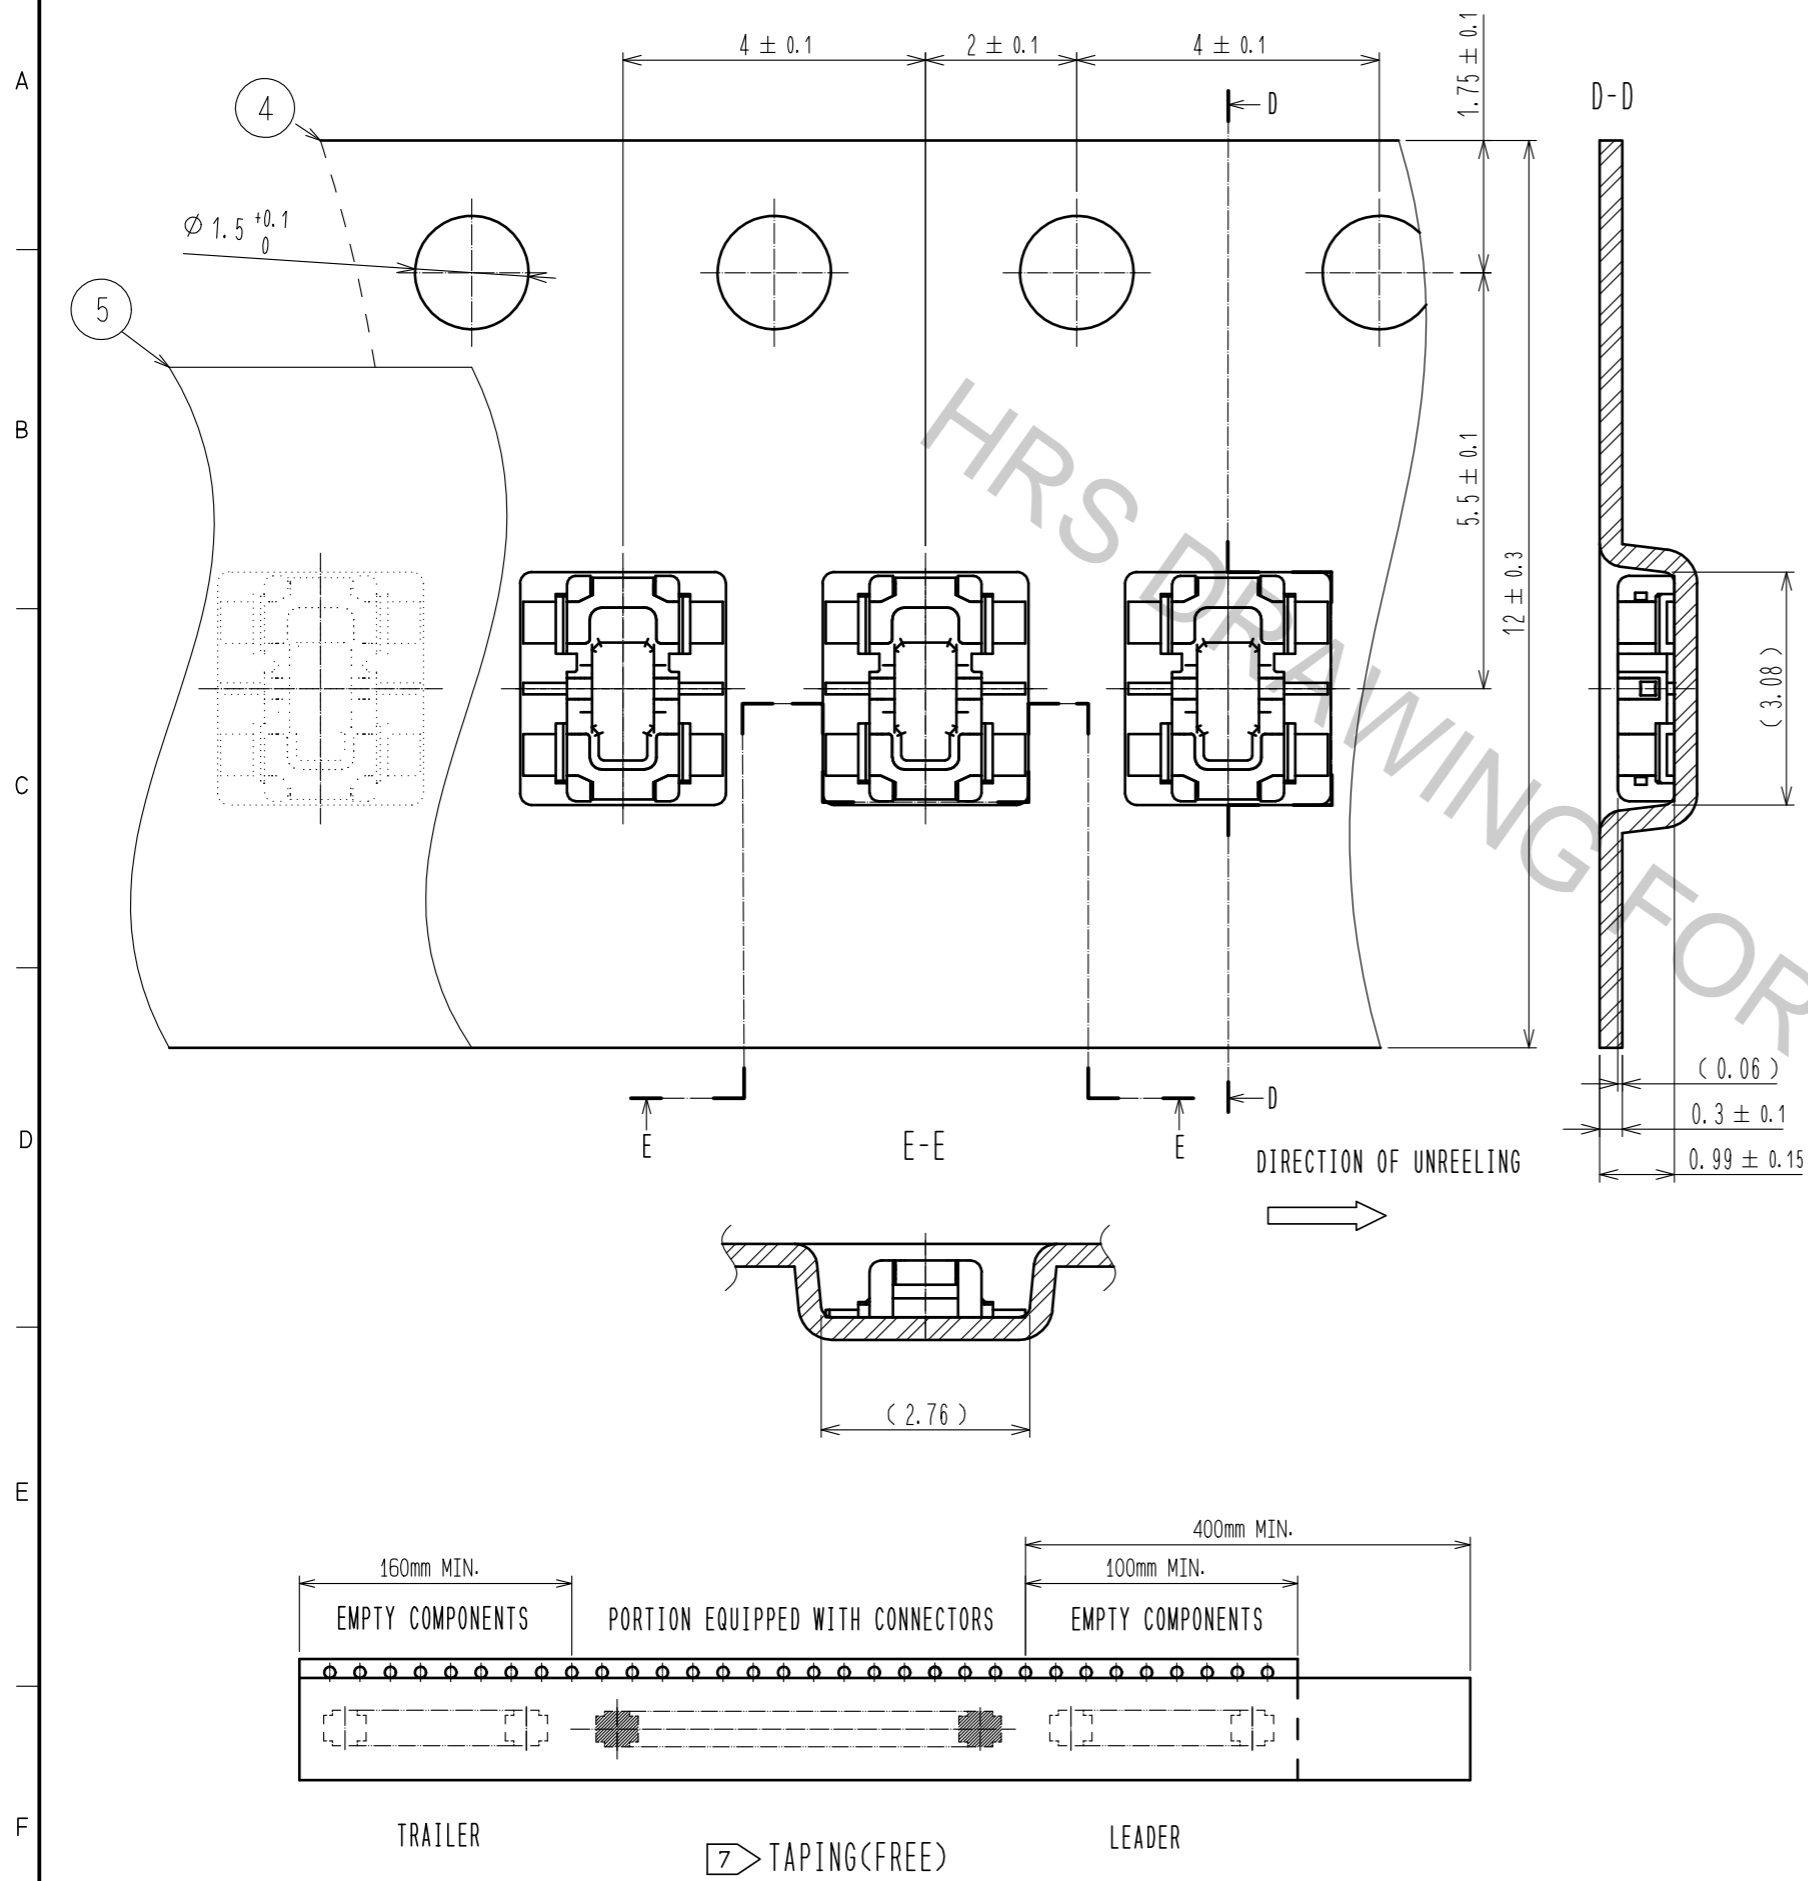 A
B
C
D
E
F
4 ± 0.1
2 ± 0.1
4 ± 0.1
1.75 ± 0.1
D
D-D
4
Ø 1.5 +0.1 0
5
5.5 ± 0.1
12 ± 0.3
(3.08)
HRS DRAWING FOR
(0.06)
0.3 ± 0.1
0.99 ± 0.15
E
E-E
E
D
DIRECTION OF UNREELING
(2.76)
400mm MIN.
160mm MIN.
100mm MIN.
EMPTY COMPONENTS
PORTION EQUIPPED WITH CONNECTORS
EMPTY COMPONENTS
TRAILER
LEADER
7 TAPING(FREE)